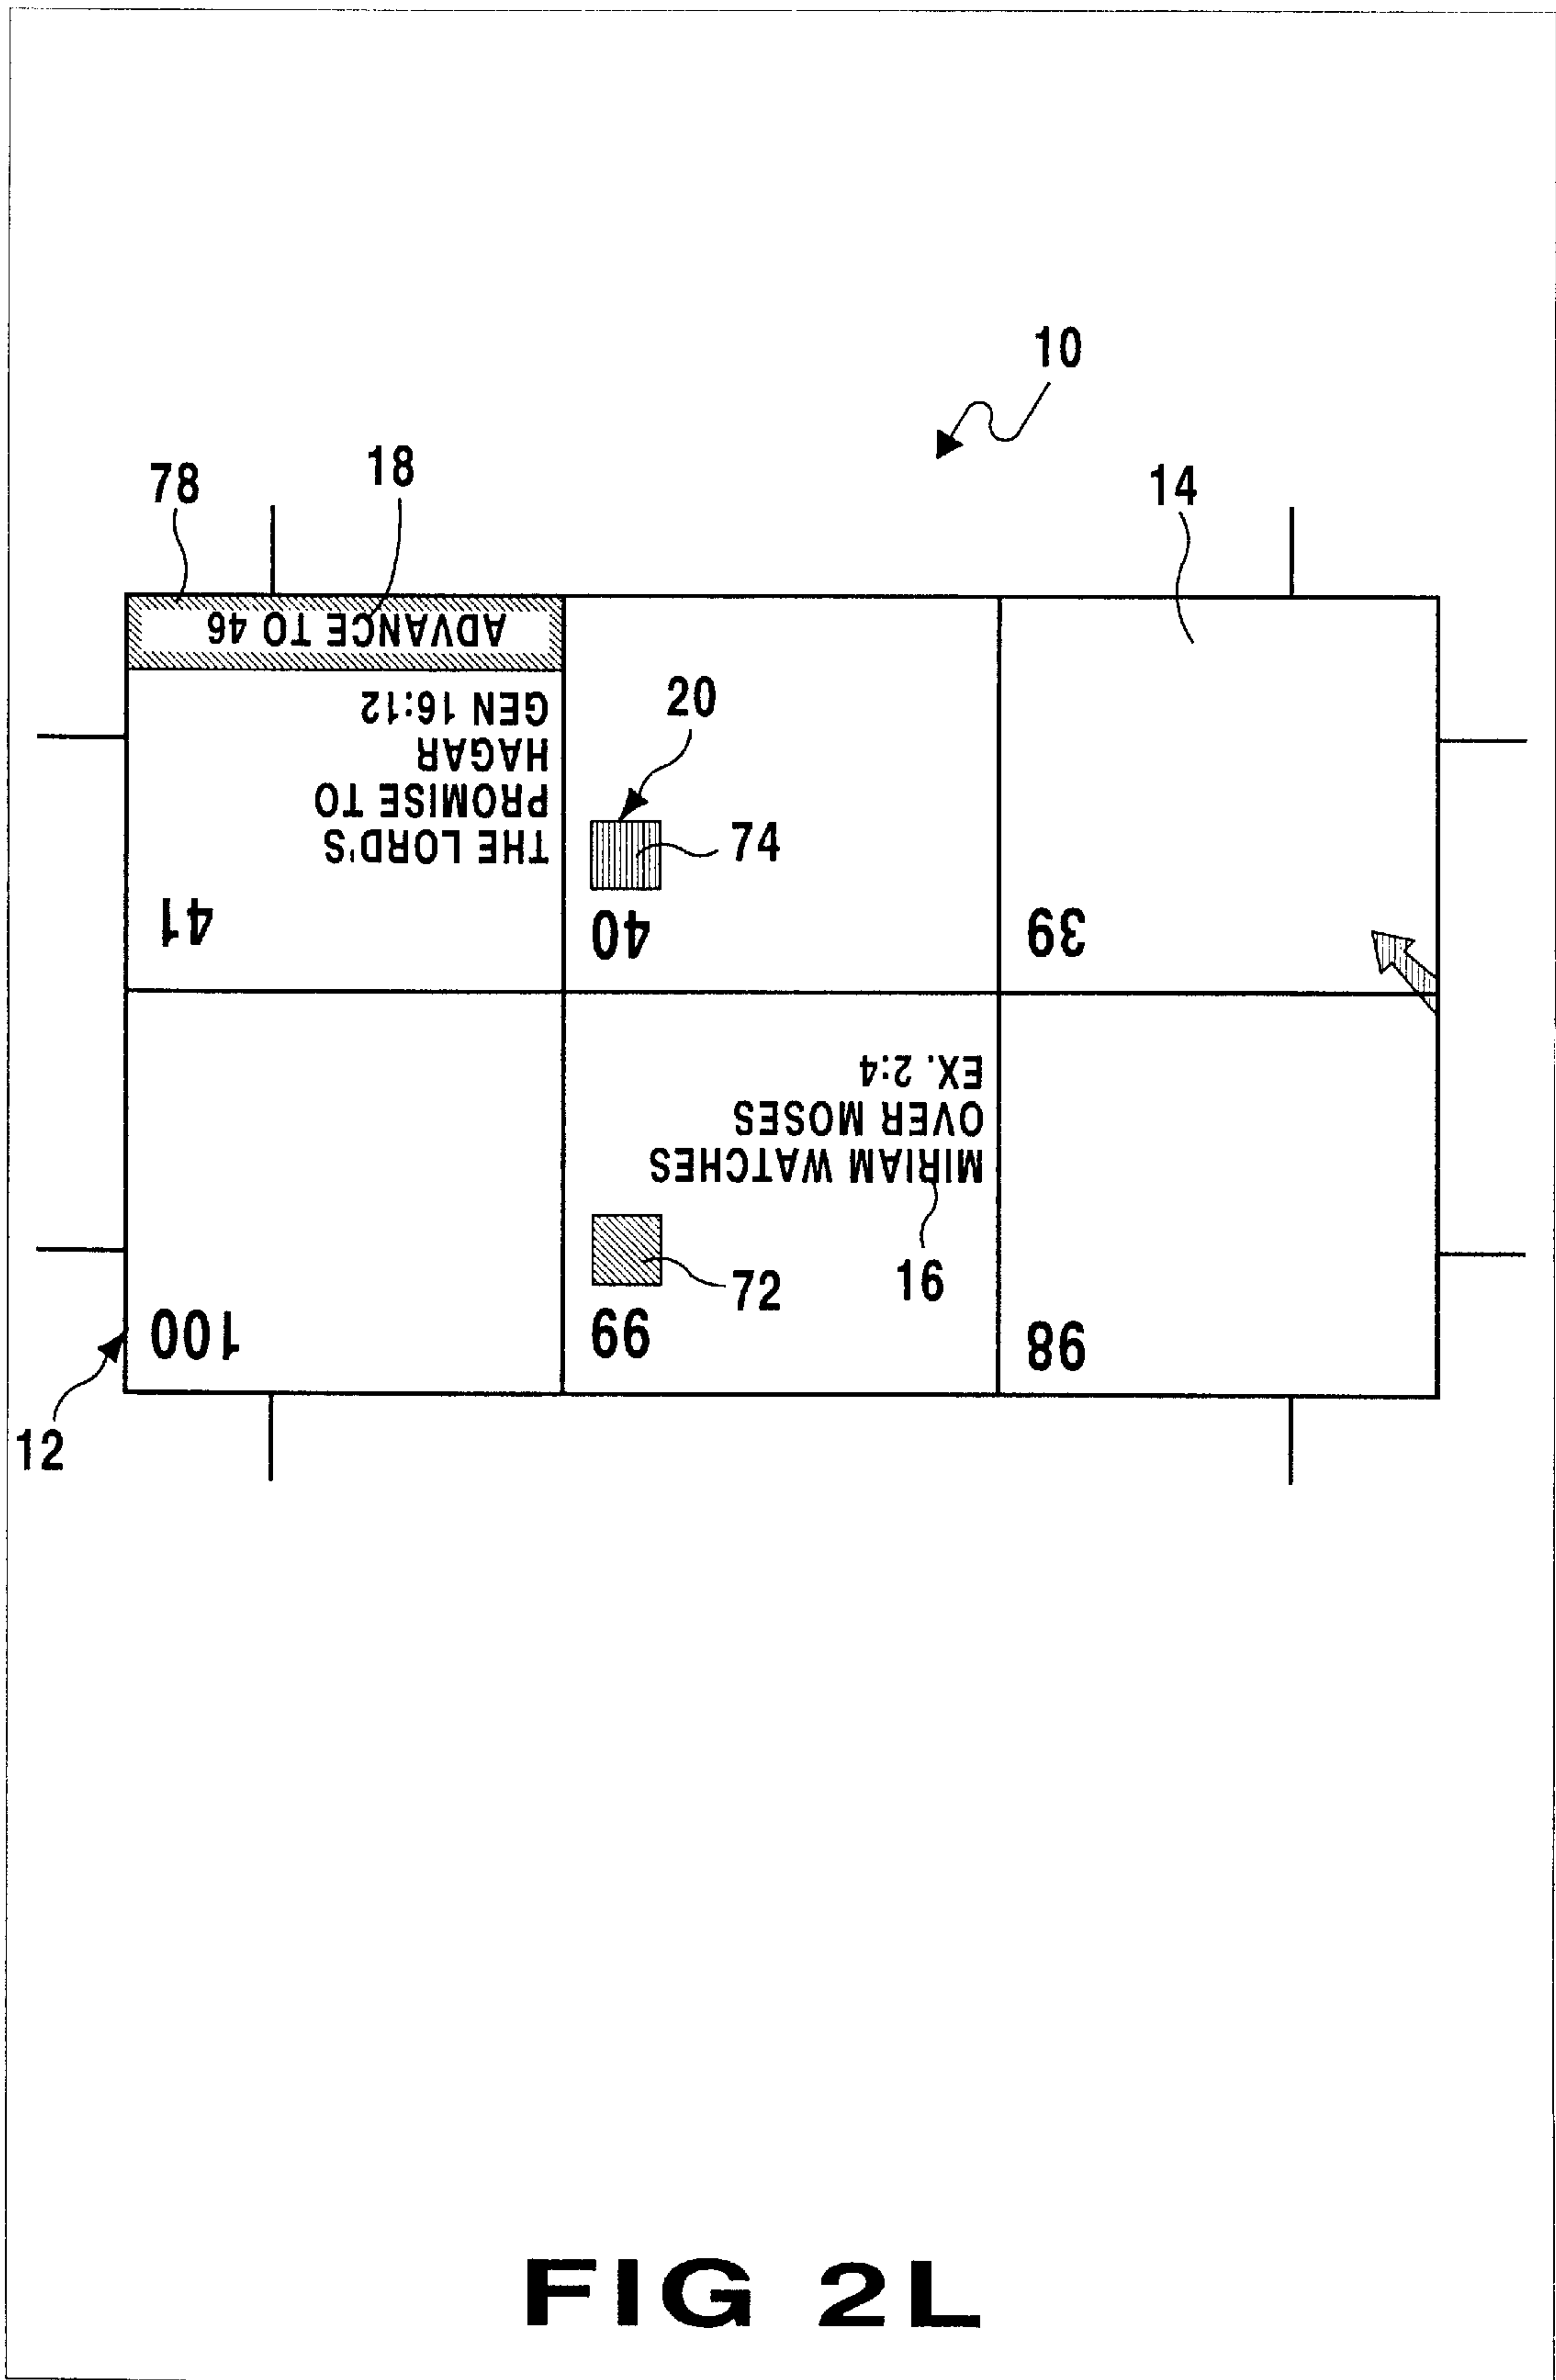 10
18
78
14
ADVANCE TO 46
THE LORD'S
PROMISE TO
HAGAR
GEN 16:12
41
20
74
40
39
100
MIRIAM WATCHES
OVER MOSES
EX. 2:4
16
72
99
98
12
FIG 2L